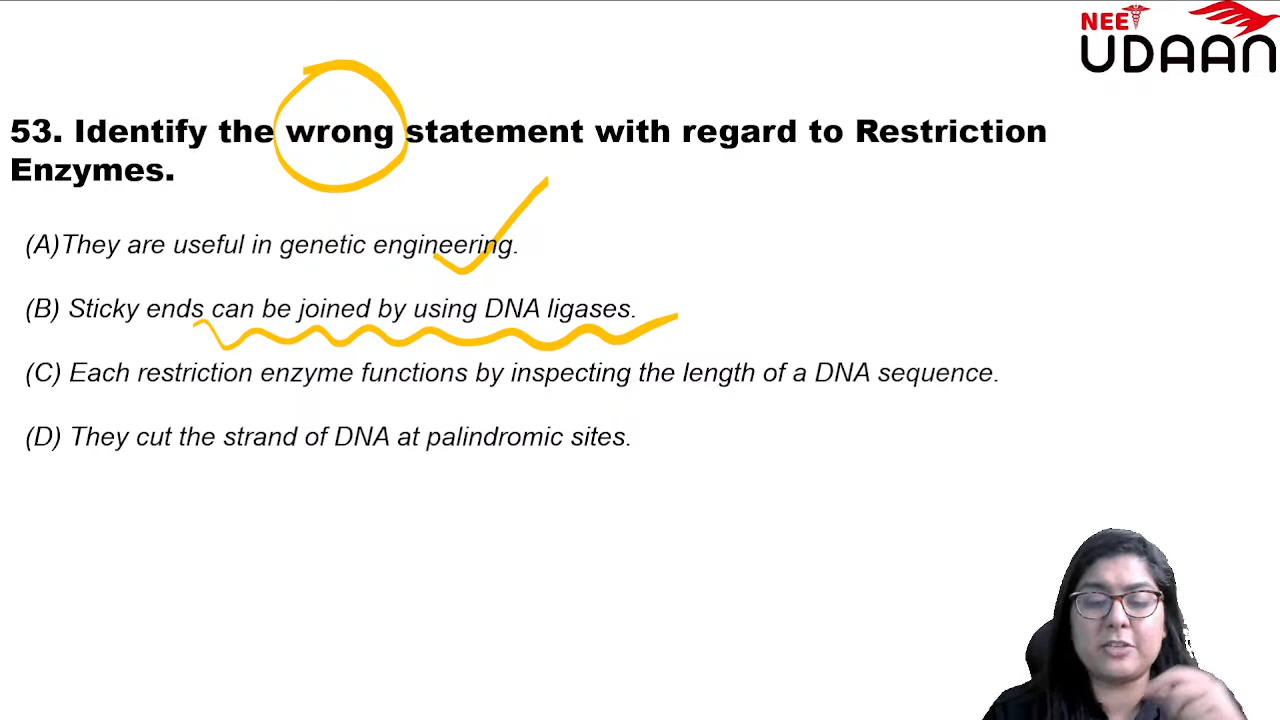 NEET
UDAAN
53. Identify the wrong statement with regard to Restriction
Enzymes.
(A)They are useful in genetic engineering.
(B) Sticky ends can be joined by using DNA ligases.
(C) Each restriction enzyme functions by inspecting the length of a DNA sequence.
(D) They cut the strand of DNA at palindromic sites.